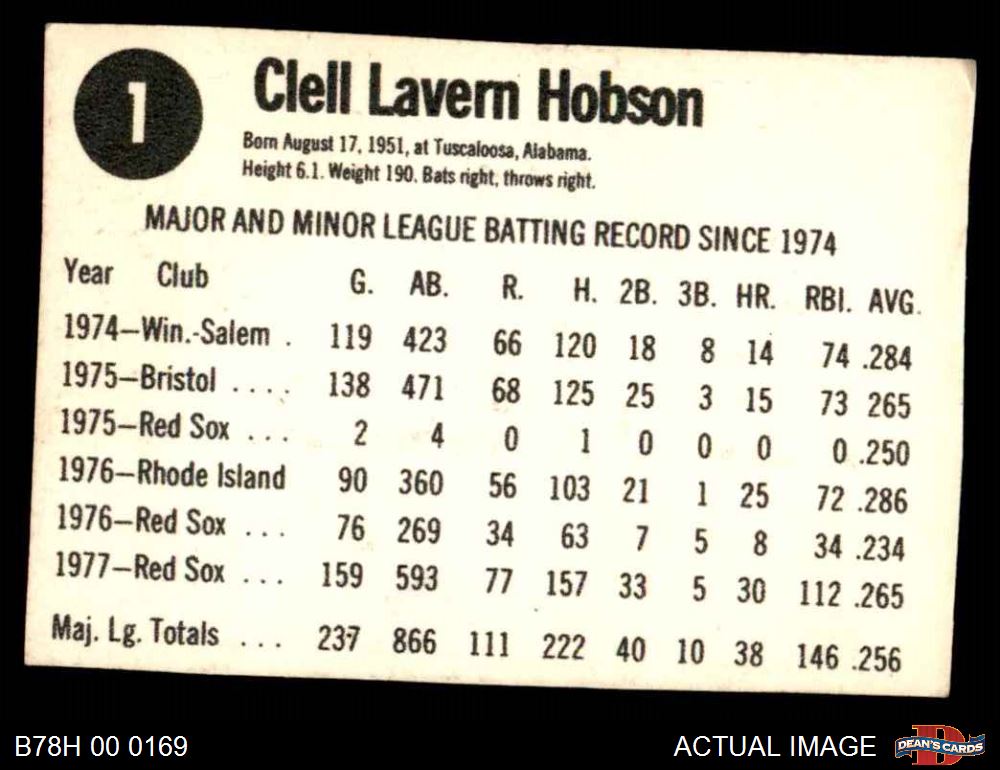 1
Clell Lavern Hobson
Born August 17, 1951, at Tuscaloosa, Alabama.
Height 6.1. Weight 190. Bats right, throws right.
MAJOR AND MINOR LEAGUE BATTING RECORD SINCE 1974
Year Club G. AB. R. H. 2B. 3B. HR. RBI. AVG.
1974—Win.-Salem . 119 423 66 120 18 8 14 74 .284
1975—Bristol .... 138 471 68 125 25 3 15 73 265
1975—Red Sox ... 2 4 0 1 0 0 0 0 .250
1976—Rhode Island 90 360 56 103 21 1 25 72 .286
1976—Red Sox ... 76 269 34 63 7 5 8 34 .234
1977—Red Sox ... 159 593 77 157 33 5 30 112 .265
Maj. Lg. Totals ... 237 866 111 222 40 10 38 146 .256
B78H 00 0169
ACTUAL IMAGE
D
DEAN'S CARDS